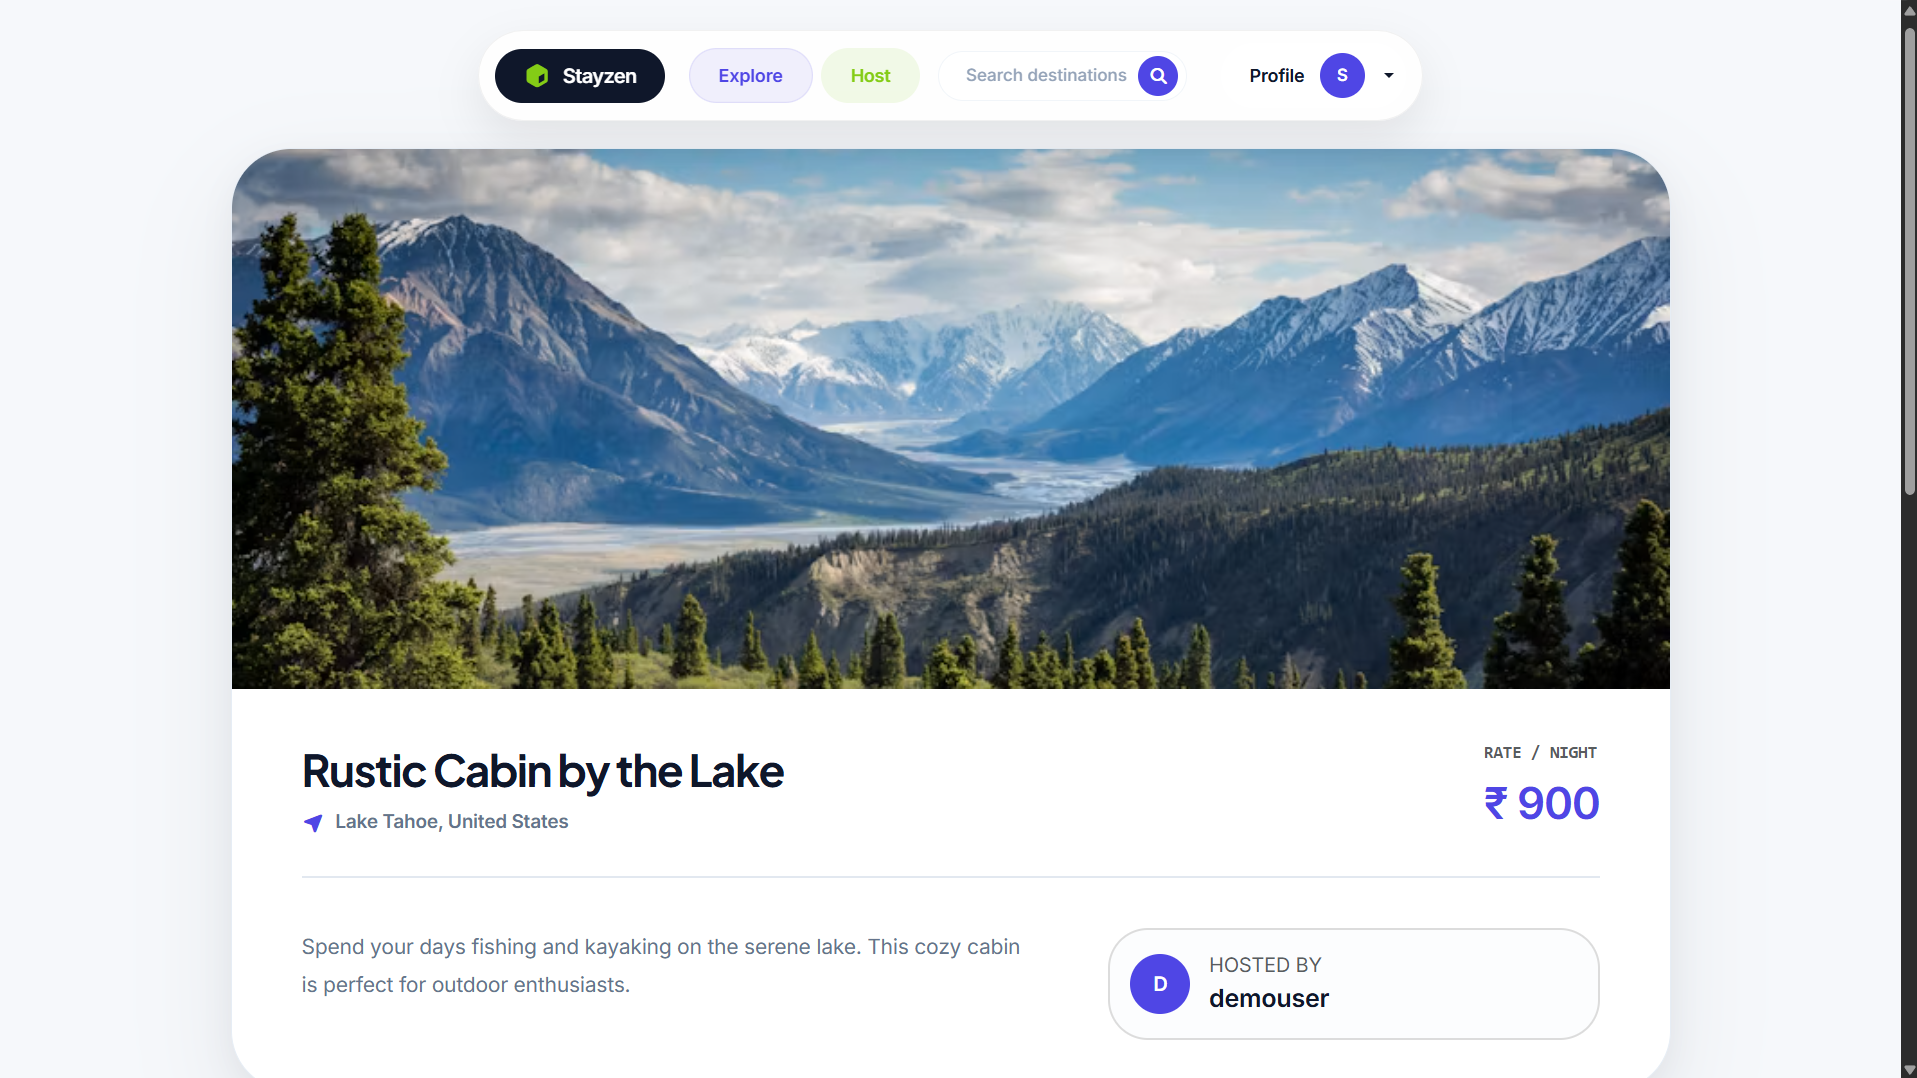 Stayzen
Explore
Host
Search destinations
Profile
S
Rustic Cabin by the Lake
Lake Tahoe, United States
RATE / NIGHT
₹ 900
Spend your days fishing and kayaking on the serene lake. This cozy cabin
is perfect for outdoor enthusiasts.
D
HOSTED BY
demouser